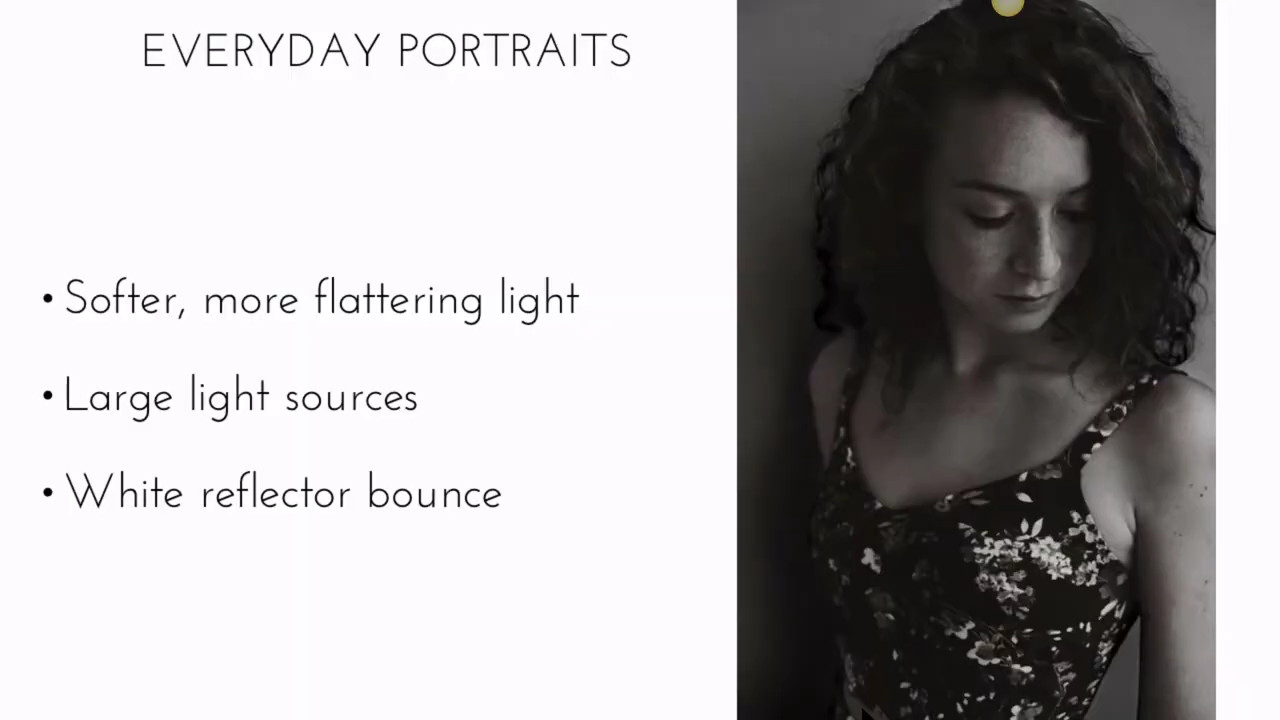 EVERYDAY PORTRAITS
• Softer, more flattering light
• Large light sources
• White reflector bounce